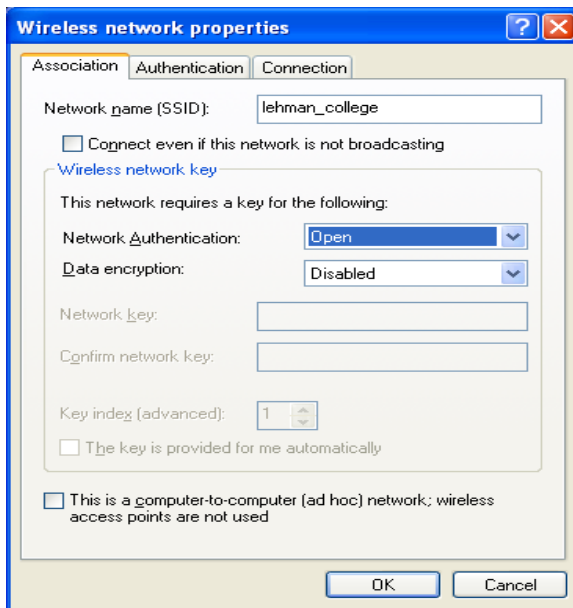 Wireless network properties
Association Authentication Connection
Network name (SSID): lehman_college
Connect even if this network is not broadcasting
Wireless network key
This network requires a key for the following:
Network Authentication: Open
Data encryption: Disabled
Network key:
Confirm network key:
Key index (advanced): 1
The key is provided for me automatically
This is a computer-to-computer (ad hoc) network; wireless
access points are not used
OK Cancel